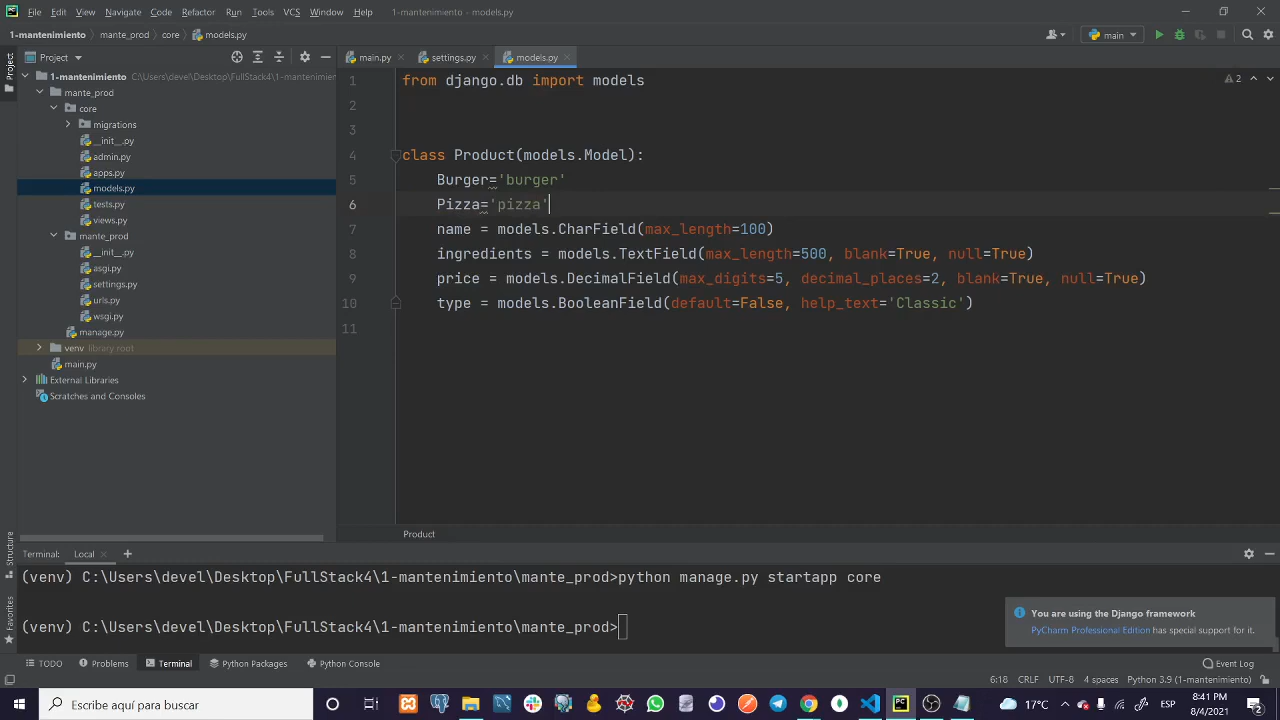 File Edit View Navigate Code Refactor Run Tools VCS Window Help 1-mantenimiento - models.py
1-mantenimiento mante_prod core models.py main
Project main.py settings.py models.py
1-mantenimiento C:\Users\devel\Desktop\FullStack4\1-mantenimien
mante_prod
core
migrations
__init__.py
admin.py
apps.py
models.py
tests.py
views.py
mante_prod
__init__.py
asgi.py
settings.py
urls.py
wsgi.py
manage.py
venv library root
main.py
External Libraries
Scratches and Consoles
Project
Structure
Favorites
1 from django.db import models
2
3
4 class Product(models.Model):
5 Burger='burger'
6 Pizza='pizza'
7 name = models.CharField(max_length=100)
8 ingredients = models.TextField(max_length=500, blank=True, null=True)
9 price = models.DecimalField(max_digits=5, decimal_places=2, blank=True, null=True)
10 type = models.BooleanField(default=False, help_text='Classic')
11
2
Product
Terminal: Local
(venv) C:\Users\devel\Desktop\FullStack4\1-mantenimiento\mante_prod>python manage.py startapp core
(venv) C:\Users\devel\Desktop\FullStack4\1-mantenimiento\mante_prod>
You are using the Django framework
PyCharm Professional Edition has special support for it.
TODO Problems Terminal Python Packages Python Console Event Log
6:18 CRLF UTF-8 4 spaces Python 3.9 (1-mantenimiento)
Escribe aquí para buscar
17°C ESP 8:41 PM
8/4/2021